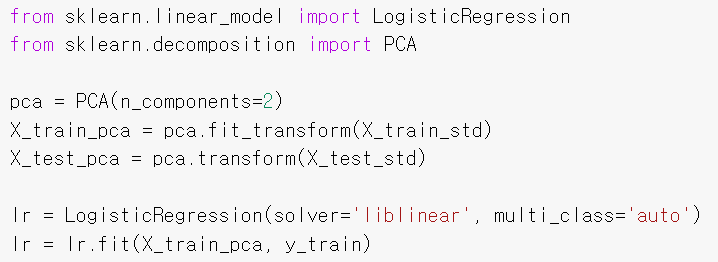 from sklearn.linear_model import LogisticRegression
from sklearn.decomposition import PCA
pca = PCA(n_components=2)
X_train_pca = pca.fit_transform(X_train_std)
X_test_pca = pca.transform(X_test_std)
lr = LogisticRegression(solver='liblinear', multi_class='auto')
lr = lr.fit(X_train_pca, y_train)